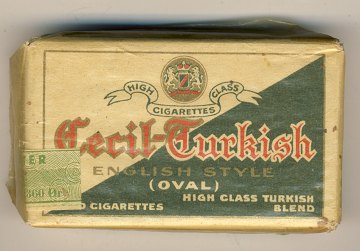 HIGH CLASS
CIGARETTES
Cecil-Turkish
ENGLISH STYLE
(OVAL)
CIGARETTES
HIGH CLASS TURKISH
BLEND